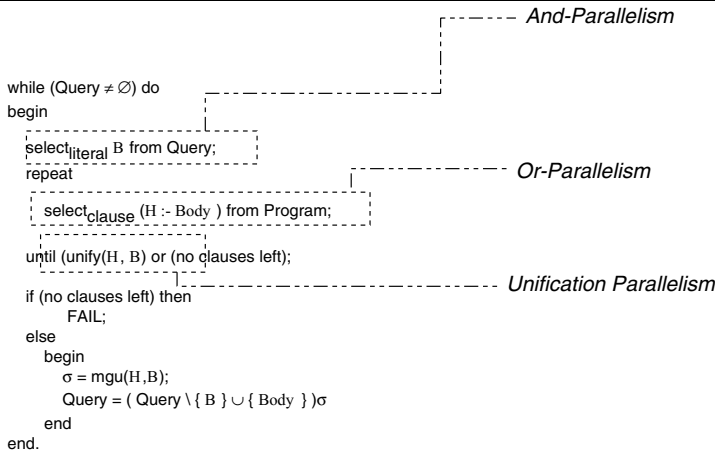 And-Parallelism
while (Query ≠ ∅) do
begin
select_literal B from Query;
repeat
Or-Parallelism
select_clause (H :- Body ) from Program;
until (unify(H, B) or (no clauses left);
Unification Parallelism
if (no clauses left) then
FAIL;
else
begin
σ = mgu(H,B);
Query = ( Query \ { B } ∪ { Body } )σ
end
end.